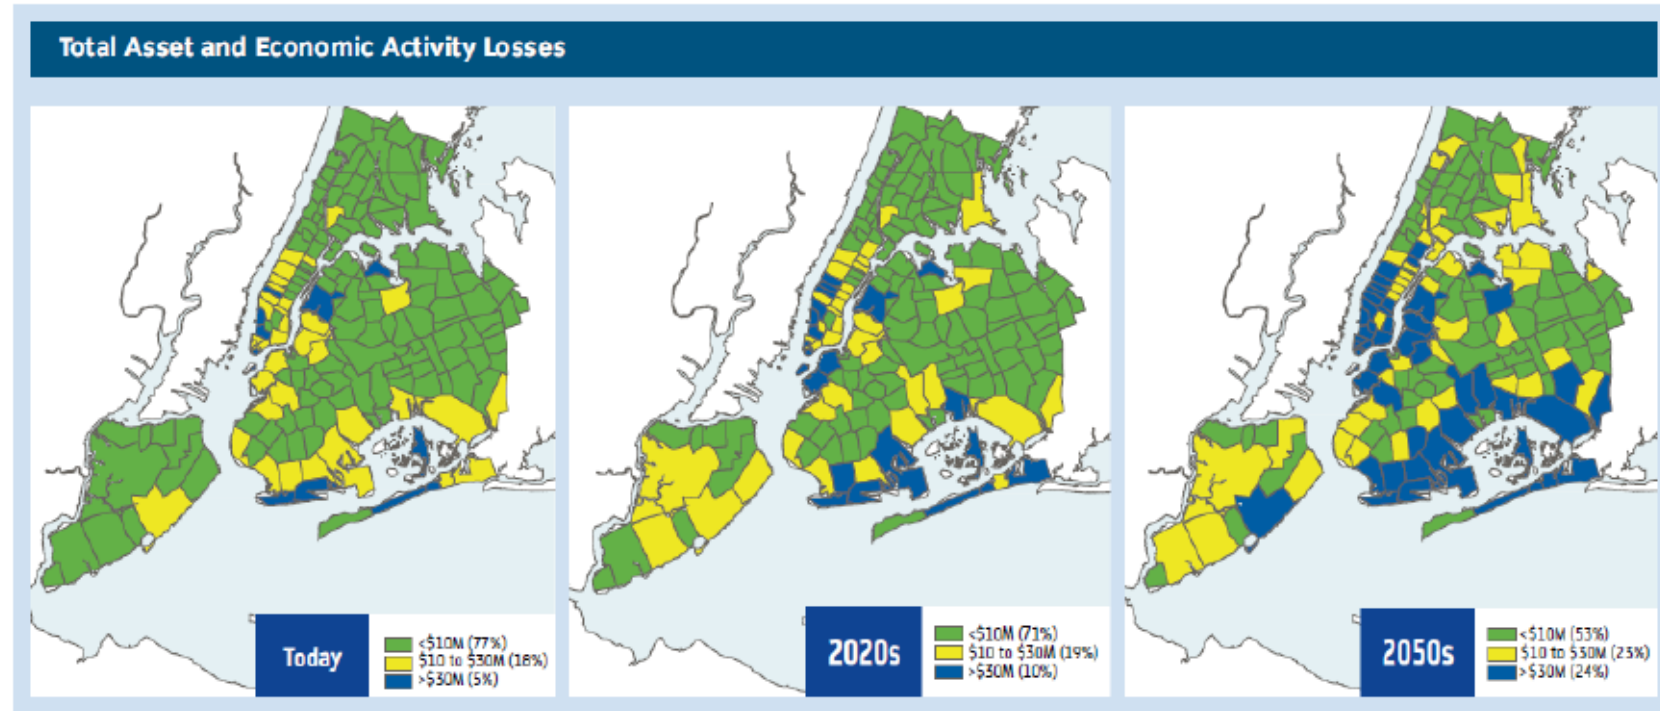 Total Asset and Economic Activity Losses
Today
<$10M (77%)
$10 to $30M (18%)
>$30M (5%)
2020s
<$10M (71%)
$10 to $30M (19%)
>$30M (10%)
2050s
<$10M (53%)
$10 to $30M (23%)
>$30M (24%)